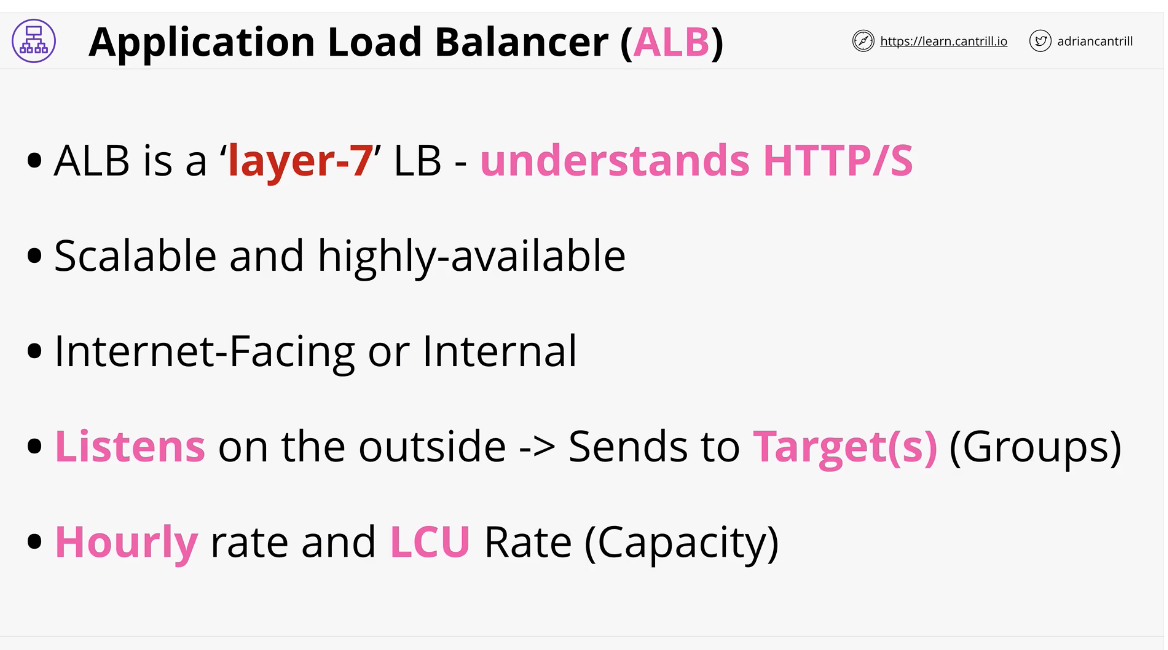 Application Load Balancer (ALB)
https://learn.cantrill.io
adriancantrill
• ALB is a ‘layer-7’ LB - understands HTTP/S
• Scalable and highly-available
• Internet-Facing or Internal
• Listens on the outside -> Sends to Target(s) (Groups)
• Hourly rate and LCU Rate (Capacity)